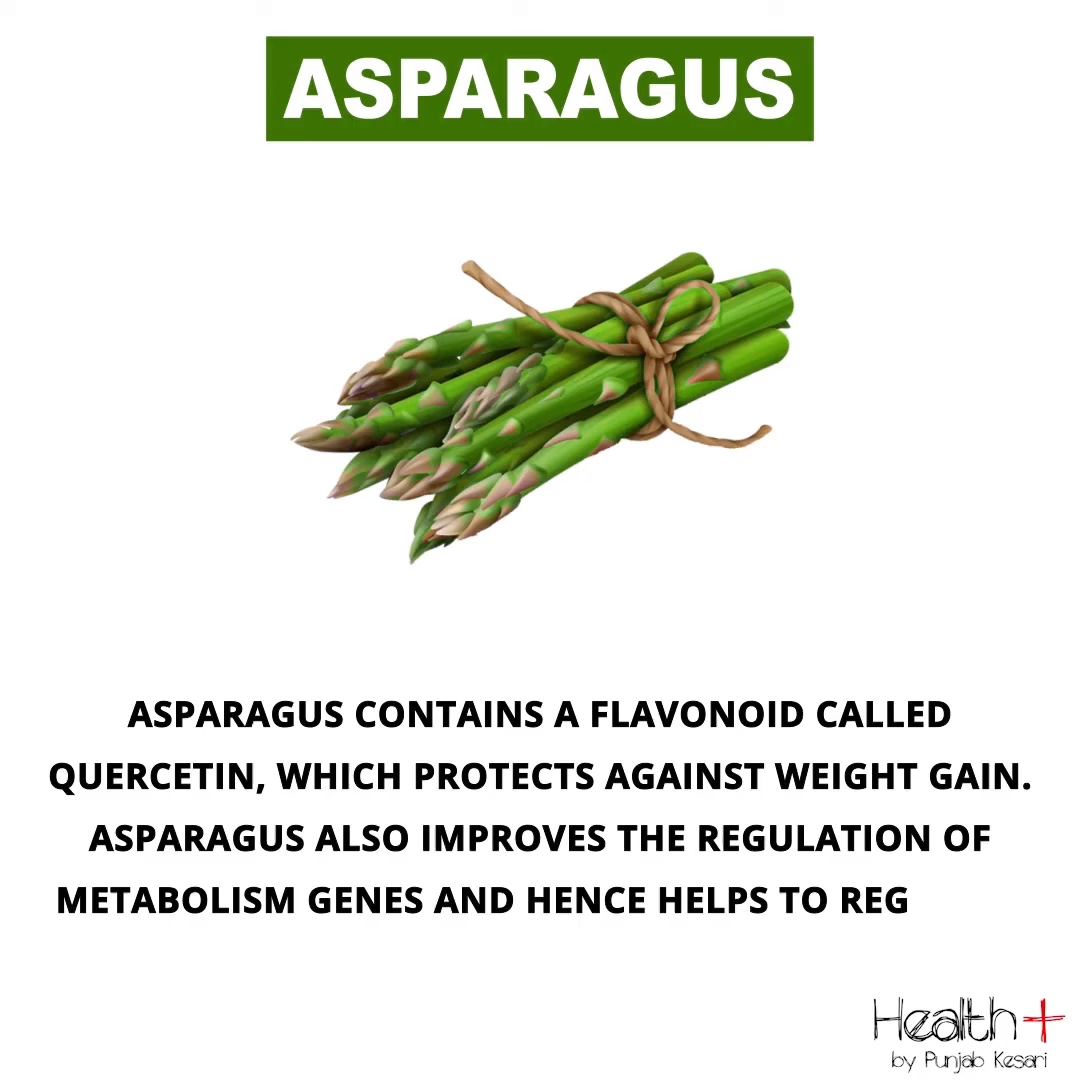 ASPARAGUS
ASPARAGUS CONTAINS A FLAVONOID CALLED
QUERCETIN, WHICH PROTECTS AGAINST WEIGHT GAIN.
ASPARAGUS ALSO IMPROVES THE REGULATION OF
METABOLISM GENES AND HENCE HELPS TO REG
Health+
by Punjab Kesari